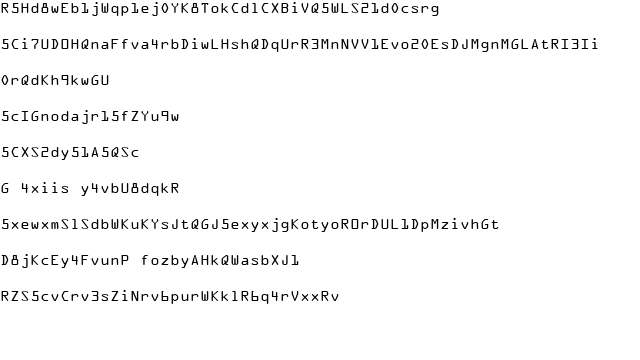 R5Hd8wEb1jWqp1ej0YK8TokCd1CXBiVQ5WLS21d0csrg
5Ci7UD0HQnaFfva4rbDiwLHshQDqUrR3MnNVV1Evo20EsDJMgnMGLAtRI3Ii
0rQdKh9kwGU
5cIGnodajr15fZYu9w
5CXS2dy51A5QSc
G 4xiis y4vbU8dqkR
5xewxmS1SdbWKuKYsJtQGJ5exyxjgKotyoR0rDUL1DpMzivhGt
D8jKcEy4FvunP fozbyAHkQWasbXJ1
RZS5cvCrv3sZiNrv6purWKk1R6q4rVxxRv